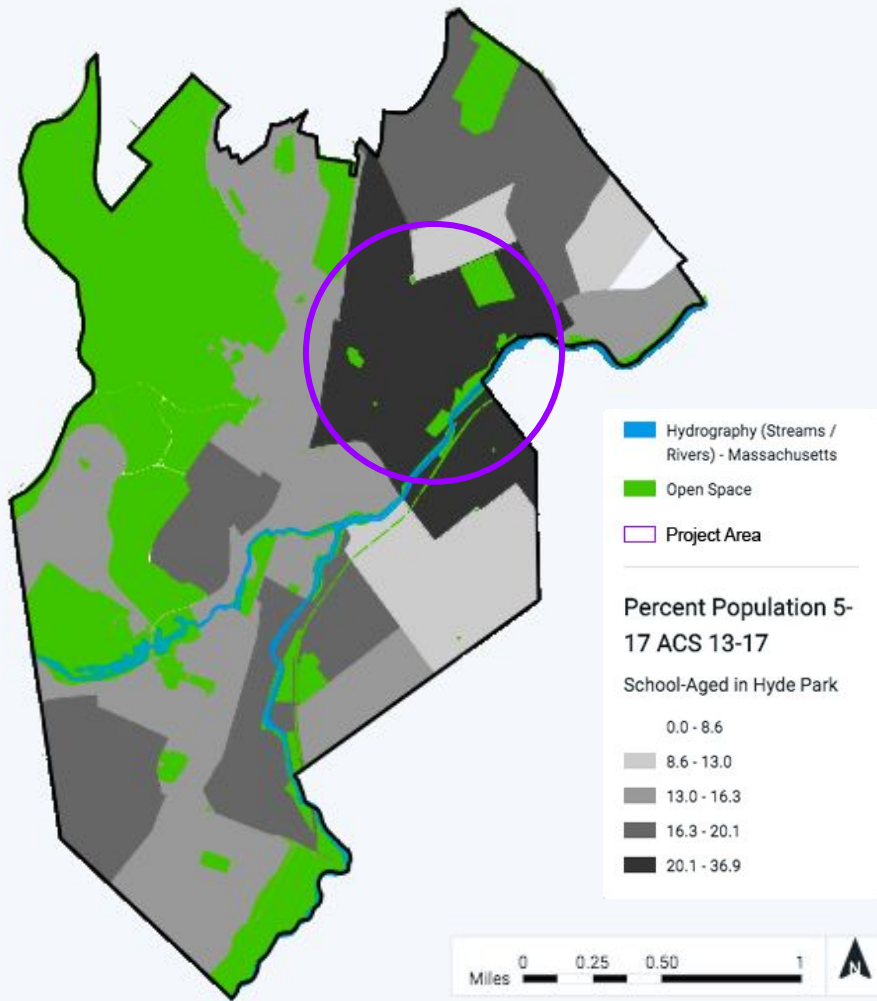 Hydrography (Streams /
Rivers) - Massachusetts
Open Space
Project Area
Percent Population 5-
17 ACS 13-17
School-Aged in Hyde Park
0.0 - 8.6
8.6 - 13.0
13.0 - 16.3
16.3 - 20.1
20.1 - 36.9
Miles 0 0.25 0.50 1
N